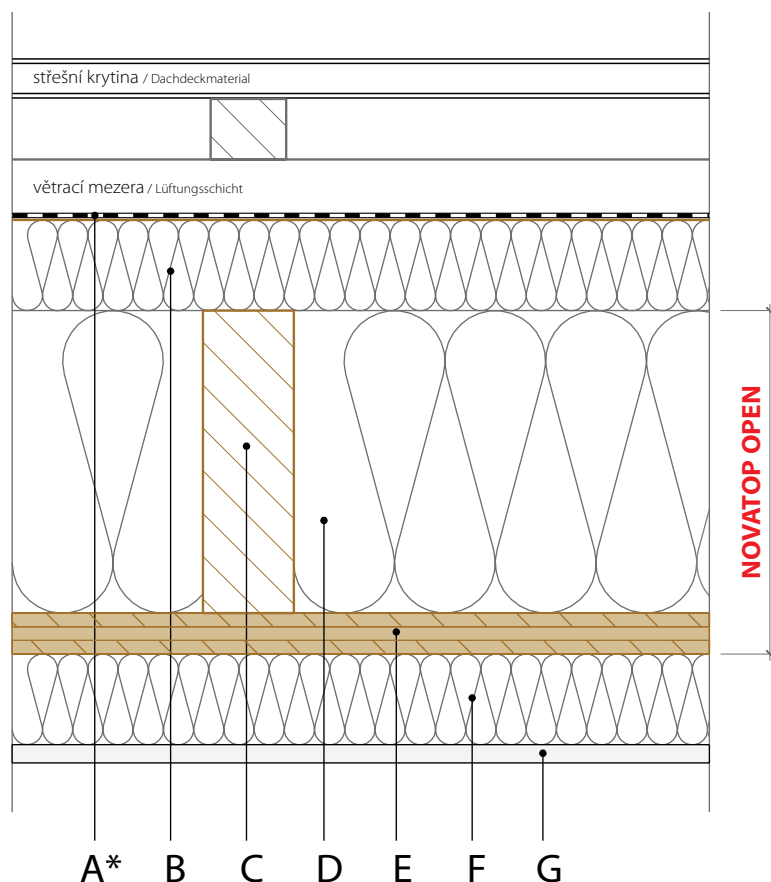 střešní krytina / Dachdeckmaterial
větrací mezera / Lüftungsschicht
NOVATOP OPEN
A* B C D E F G